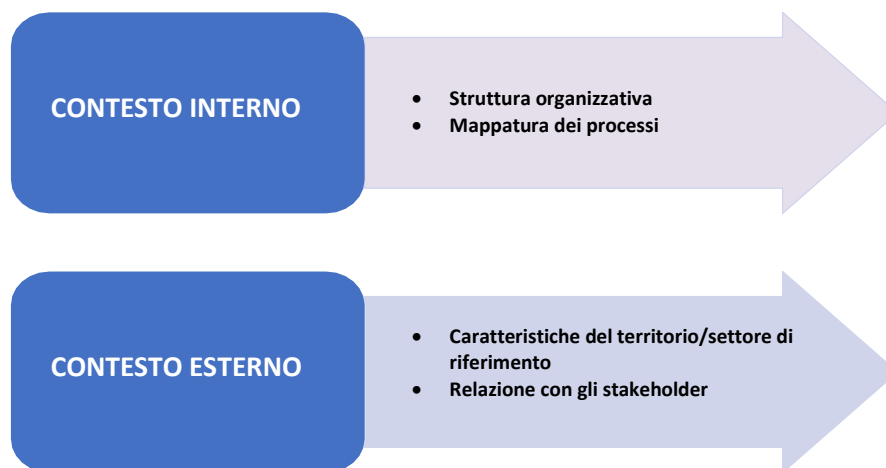 CONTESTO INTERNO
• Struttura organizzativa
• Mappatura dei processi
CONTESTO ESTERNO
• Caratteristiche del territorio/settore di
riferimento
• Relazione con gli stakeholder